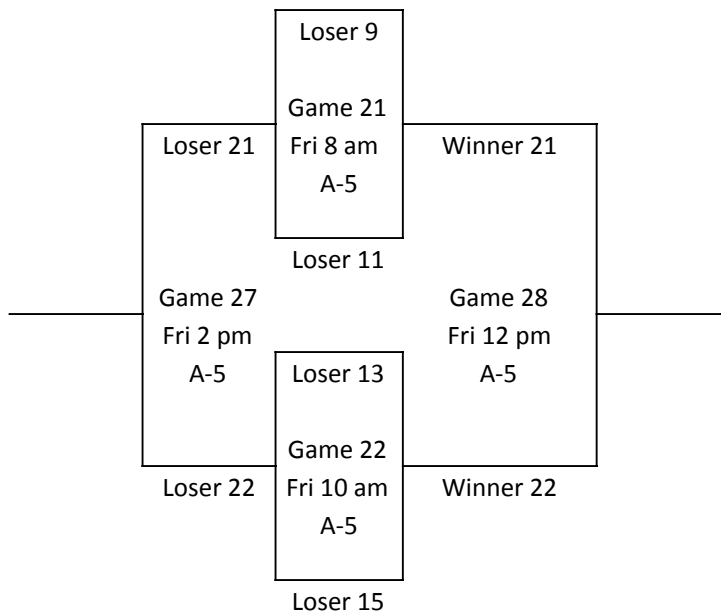 Loser 9
Game 21
Fri 8 am
A-5
Loser 21
Winner 21
Loser 11
Game 27
Fri 2 pm
A-5
Game 28
Fri 12 pm
A-5
Loser 13
Game 22
Fri 10 am
A-5
Loser 22
Winner 22
Loser 15